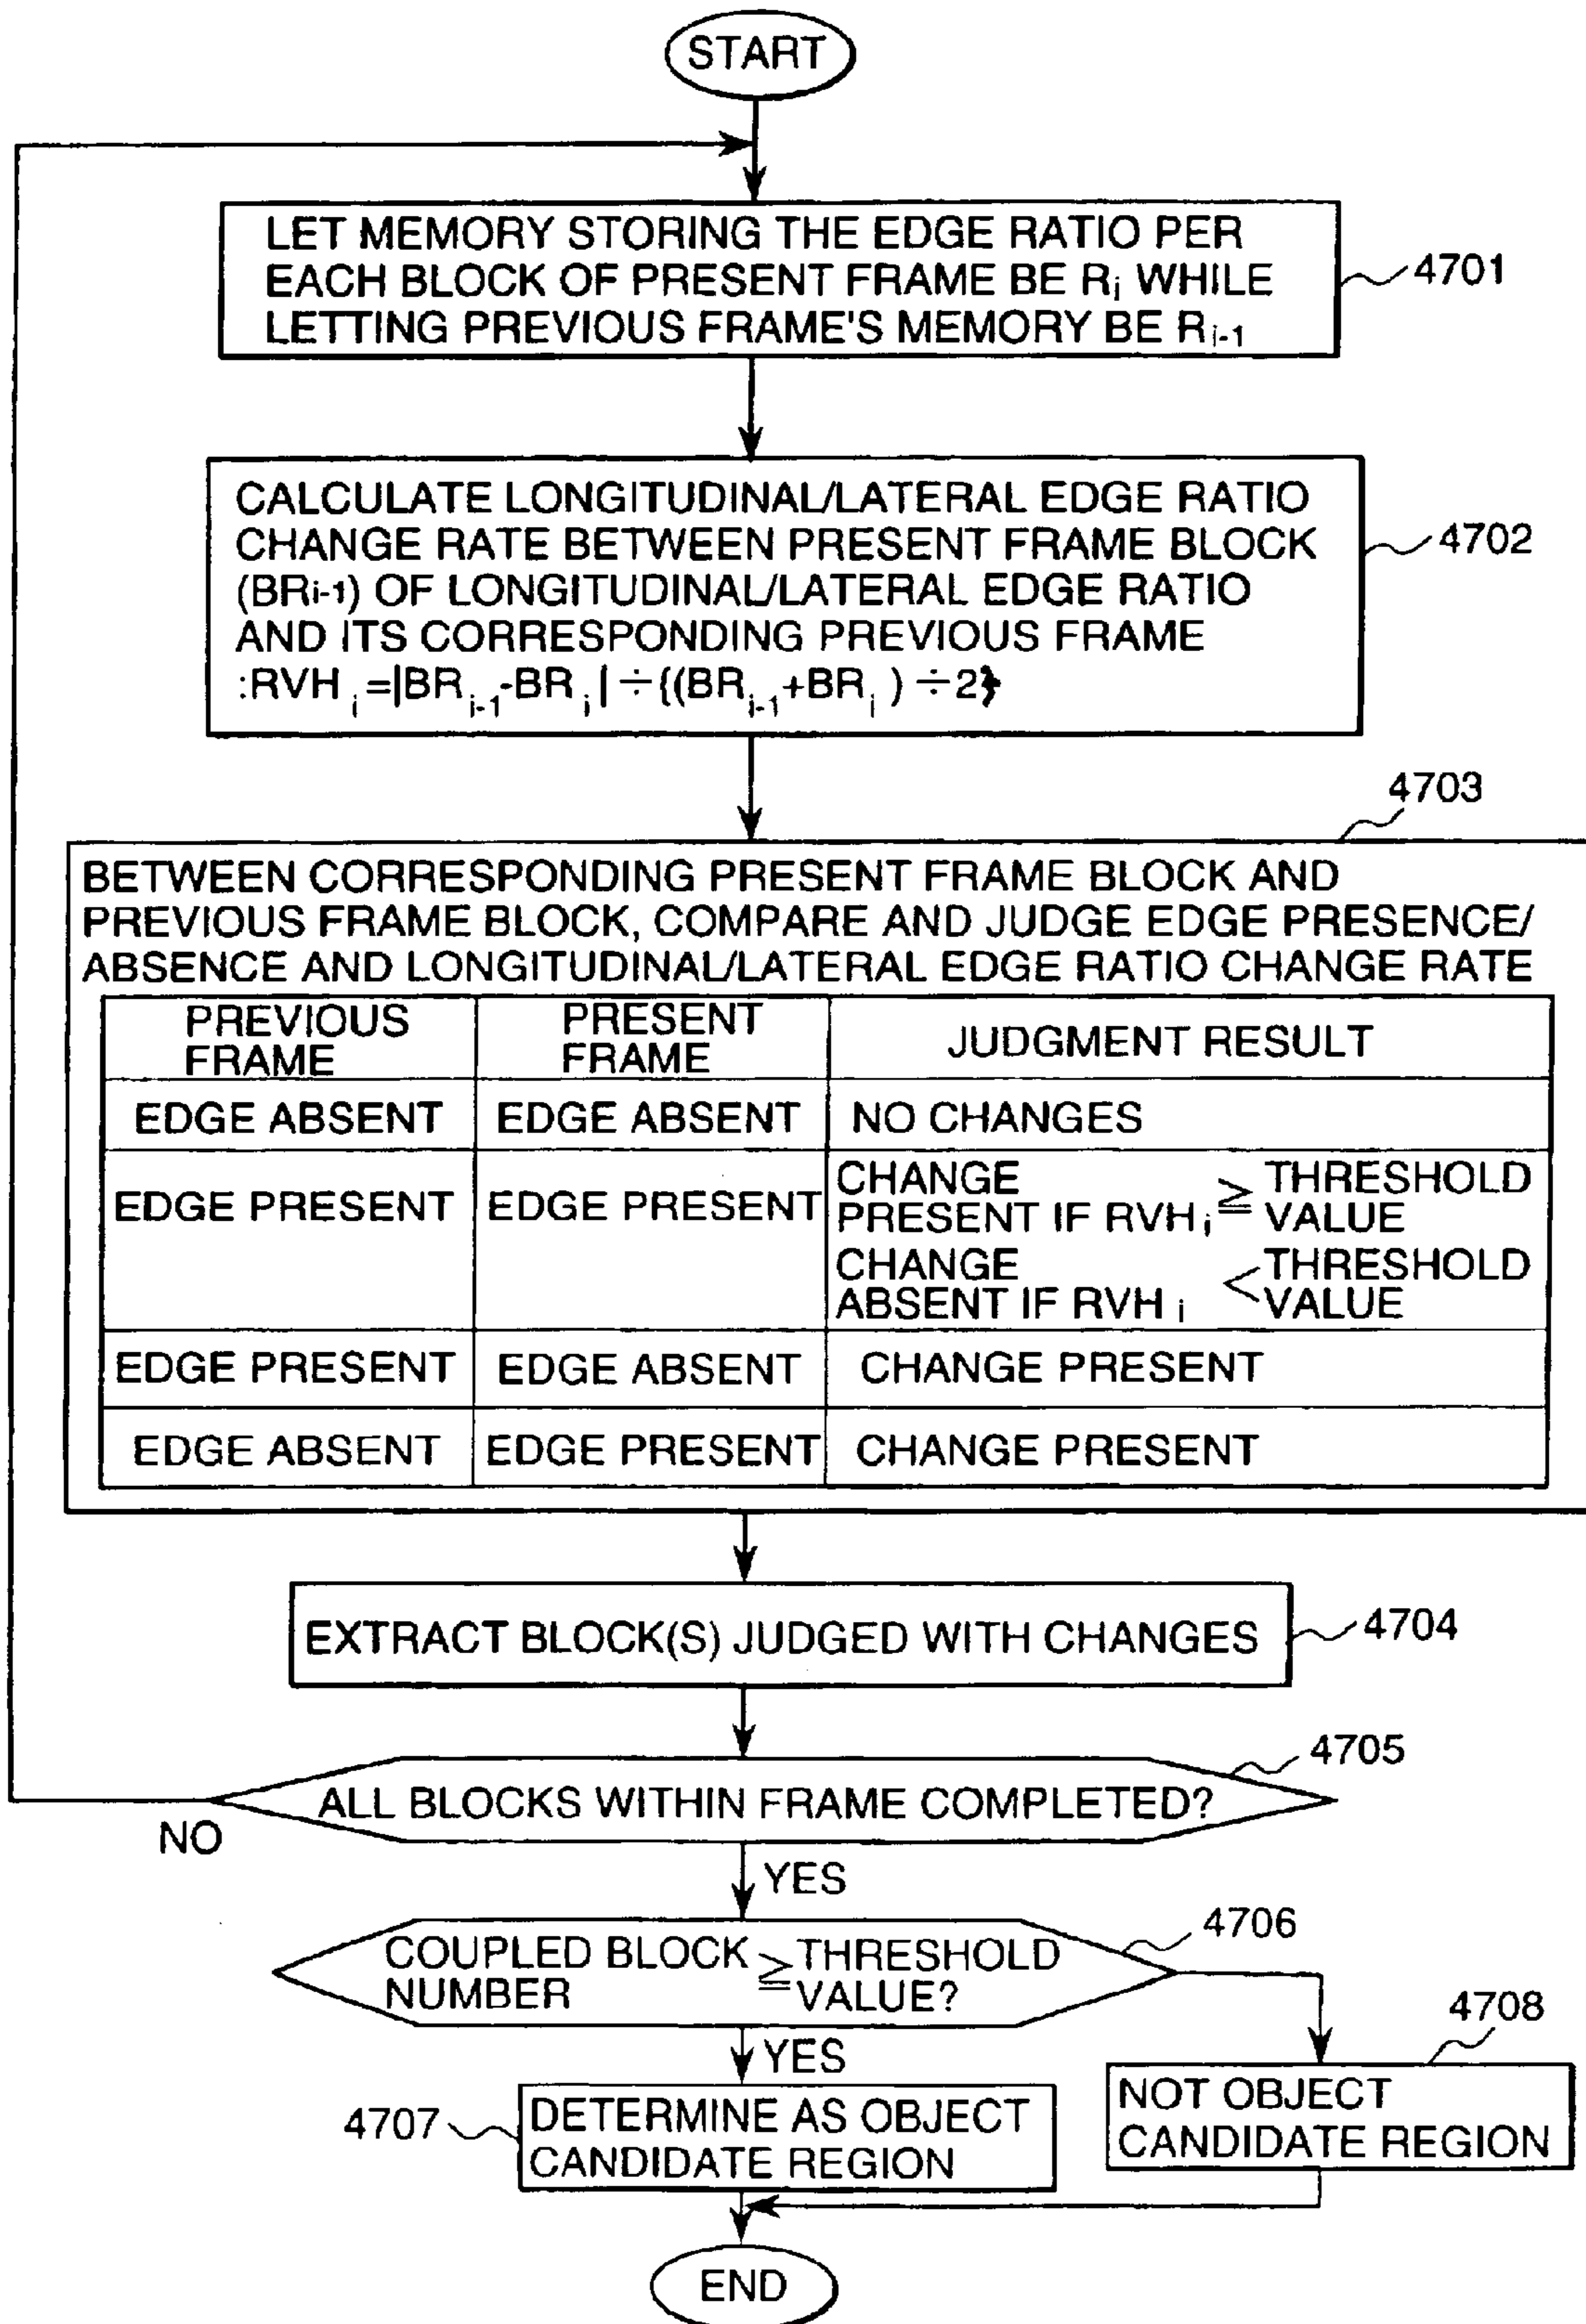 START
LET MEMORY STORING THE EDGE RATIO PER
EACH BLOCK OF PRESENT FRAME BE Ri WHILE
LETTING PREVIOUS FRAME'S MEMORY BE Ri-1
4701
CALCULATE LONGITUDINAL/LATERAL EDGE RATIO
CHANGE RATE BETWEEN PRESENT FRAME BLOCK
(BRi-1) OF LONGITUDINAL/LATERAL EDGE RATIO
AND ITS CORRESPONDING PREVIOUS FRAME
:RVH i =|BR i-1-BR i | ÷{(BR i-1+BR i ) ÷2}
4702
4703
BETWEEN CORRESPONDING PRESENT FRAME BLOCK AND
PREVIOUS FRAME BLOCK, COMPARE AND JUDGE EDGE PRESENCE/
ABSENCE AND LONGITUDINAL/LATERAL EDGE RATIO CHANGE RATE
PREVIOUS
FRAME
PRESENT
FRAME
JUDGMENT RESULT
EDGE ABSENT
EDGE ABSENT
NO CHANGES
EDGE PRESENT
EDGE PRESENT
CHANGE
PRESENT IF RVH i ≧ THRESHOLD
VALUE
CHANGE
ABSENT IF RVH i < THRESHOLD
VALUE
EDGE PRESENT
EDGE ABSENT
CHANGE PRESENT
EDGE ABSENT
EDGE PRESENT
CHANGE PRESENT
EXTRACT BLOCK(S) JUDGED WITH CHANGES
4704
4705
ALL BLOCKS WITHIN FRAME COMPLETED?
NO
YES
4706
COUPLED BLOCK
NUMBER
≧
THRESHOLD
VALUE?
YES
4708
4707
DETERMINE AS OBJECT
CANDIDATE REGION
NOT OBJECT
CANDIDATE REGION
END